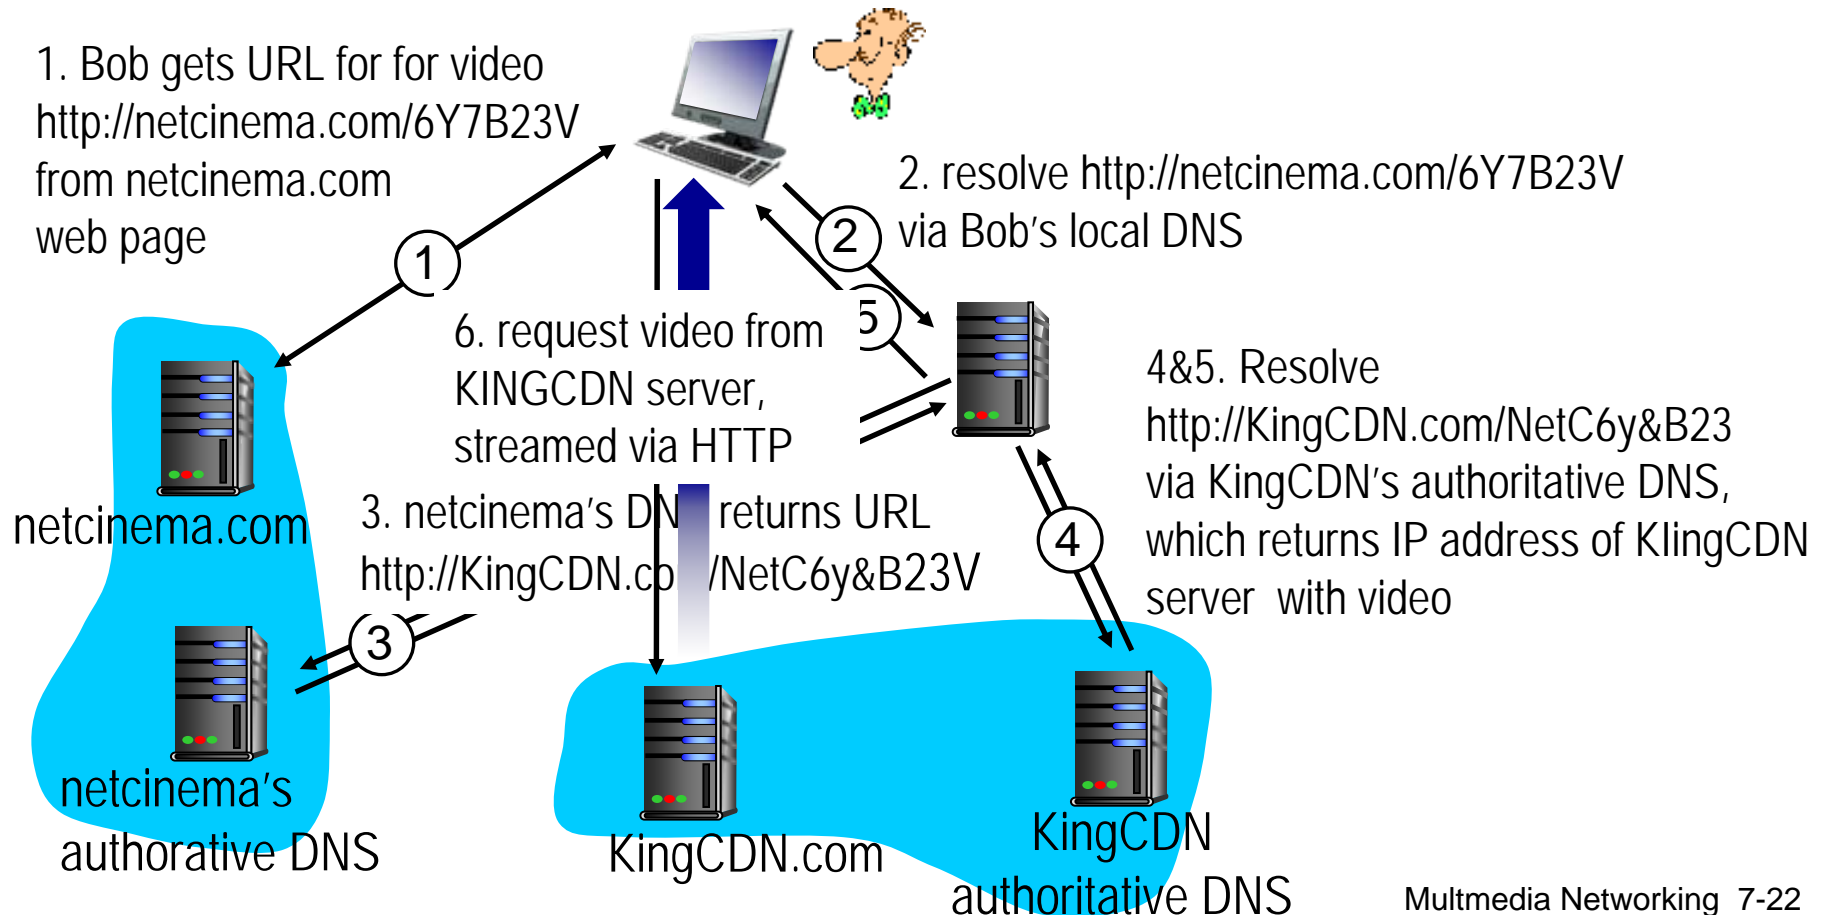 1. Bob gets URL for for video
http://netcinema.com/6Y7B23V
from netcinema.com
web page
2. resolve http://netcinema.com/6Y7B23V
via Bob's local DNS
1
2
5
6. request video from
KINGCDN server,
streamed via HTTP
4&5. Resolve
http://KingCDN.com/NetC6y&B23
via KingCDN's authoritative DNS,
which returns IP address of KIingCDN
server with video
netcinema.com
3. netcinema's DN returns URL
http://KingCDN.co /NetC6y&B23V
4
3
netcinema's
authorative DNS
KingCDN.com
KingCDN
authoritative DNS
Multmedia Networking 7-22